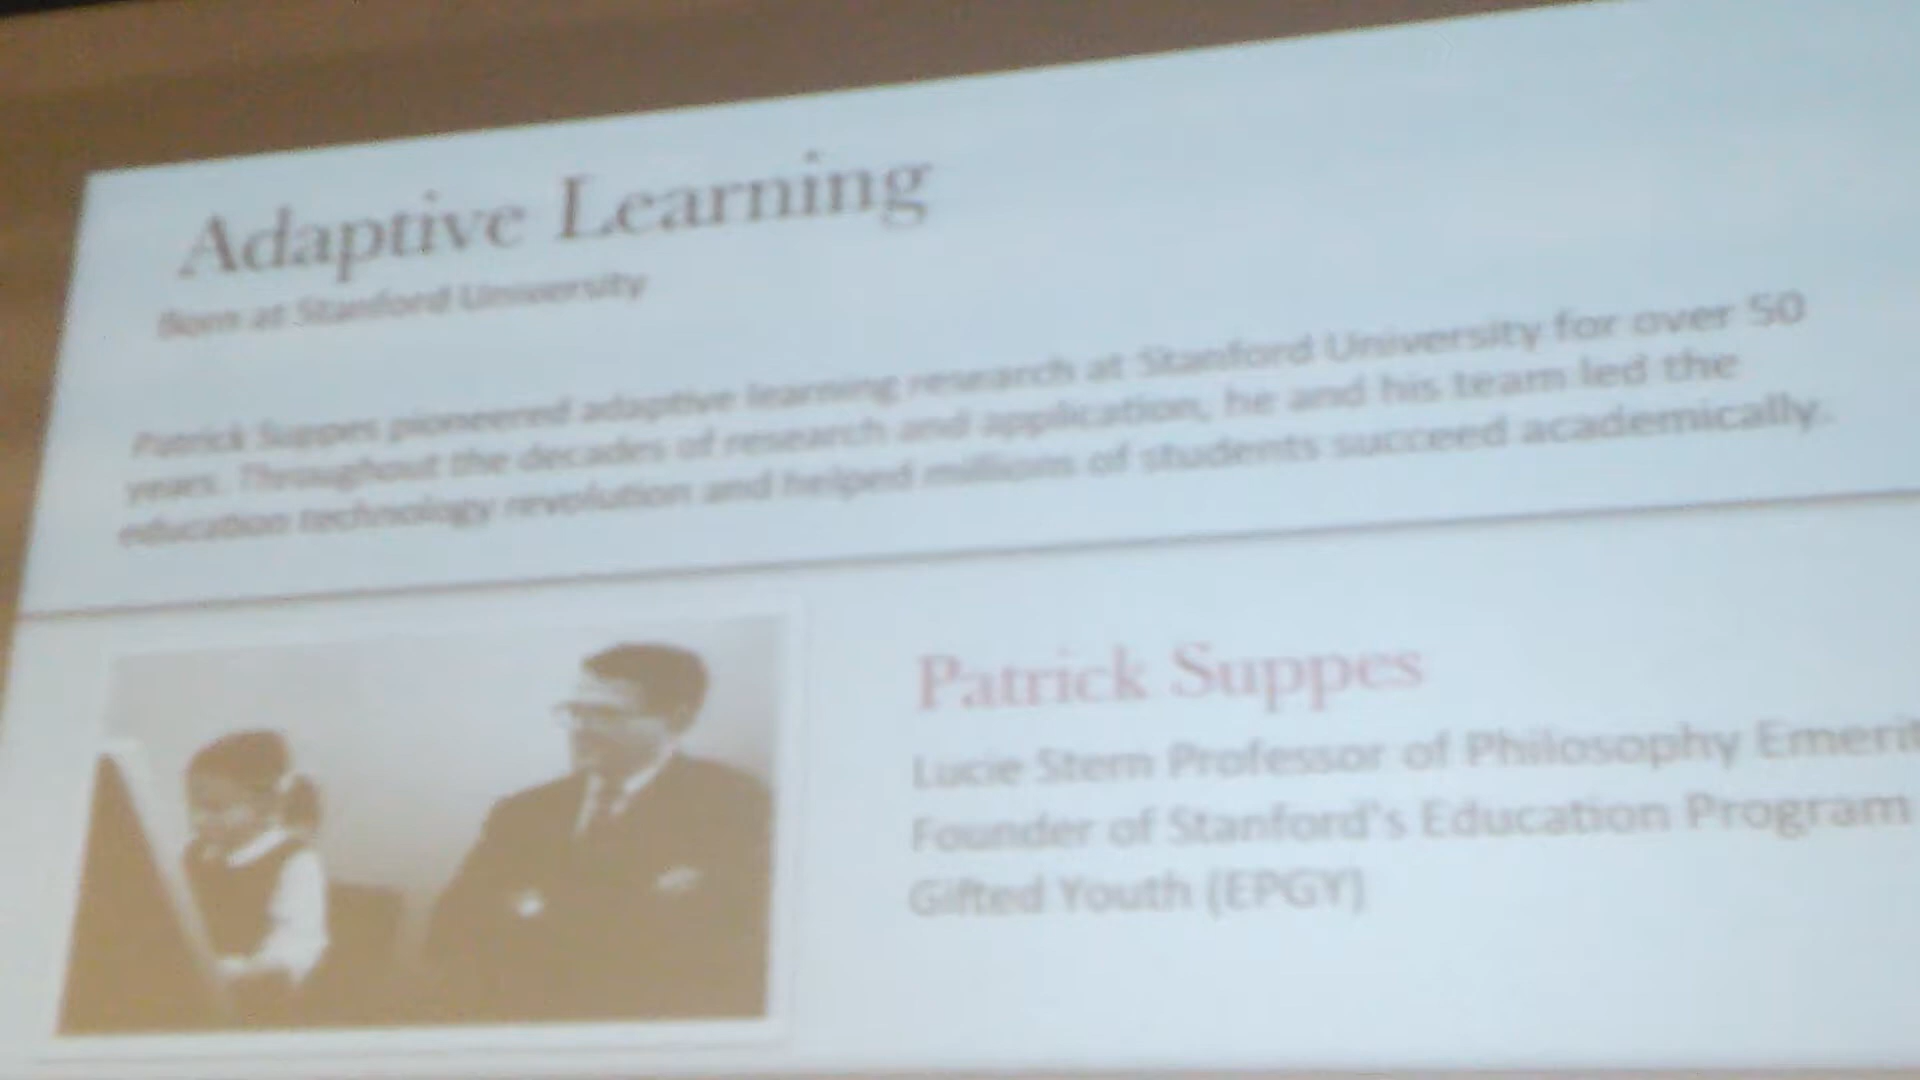 Adaptive Learning
Born at Stanford University
Patrick Suppes pioneered adaptive learning research at Stanford University for over 50
years. Throughout the decades of research and application, he and his team led the
education technology revolution and helped millions of students succeed academically.
Patrick Suppes
Lucie Stern Professor of Philosophy Emerit
Founder of Stanford's Education Program
Gifted Youth (EPGY)